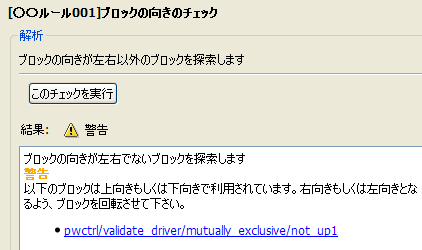 [〇〇ルール001]ブロックの向きのチェック
解析
ブロックの向きが左右以外のブロックを探索します
このチェックを実行
結果: 警告
ブロックの向きが左右でないブロックを探索します
警告
以下のブロックは上向きもしくは下向きで利用されています。右向きもしくは左向きとな
るよう、ブロックを回転させて下さい。
• pwctrl/validate_driver/mutually_exclusive/not_up1